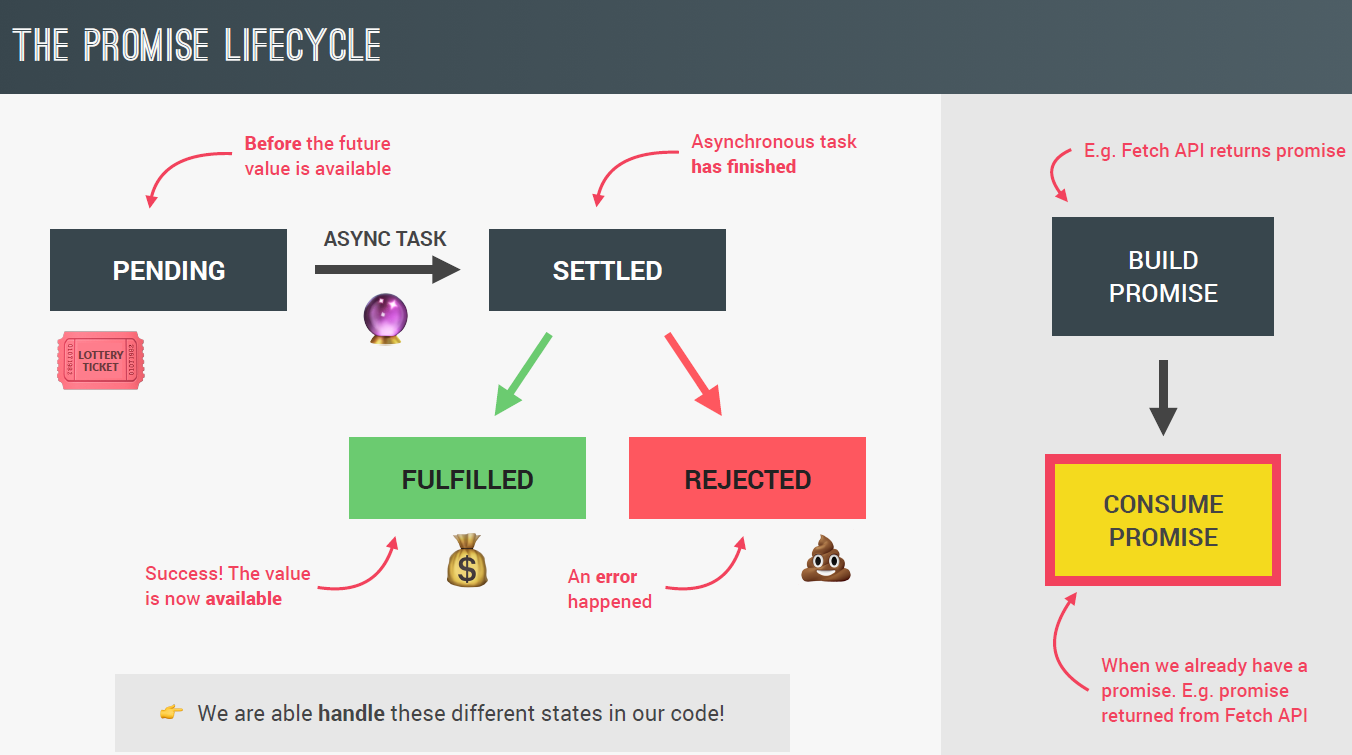 THE PROMISE LIFECYCLE
Before the future
value is available
Asynchronous task
has finished
PENDING
ASYNC TASK
SETTLED
LOTTERY
TICKET
FULFILLED
REJECTED
Success! The value
is now available
An error
happened
We are able handle these different states in our code!
E.g. Fetch API returns promise
BUILD
PROMISE
CONSUME
PROMISE
When we already have a
promise. E.g. promise
returned from Fetch API